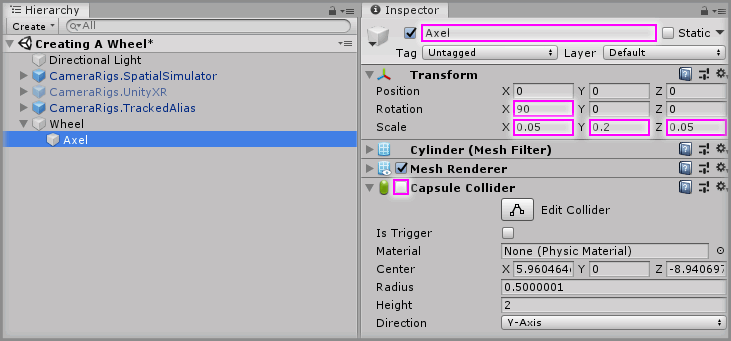 Hierarchy
Create
All
Creating A Wheel*
Directional Light
CameraRigs.SpatialSimulator
CameraRigs.UnityXR
CameraRigs.TrackedAlias
Wheel
Axel
Inspector
Axel
Static
Tag Untagged Layer Default
Transform
Position X 0 Y 0 Z 0
Rotation X 90 Y 0 Z 0
Scale X 0.05 Y 0.2 Z 0.05
Cylinder (Mesh Filter)
Mesh Renderer
Capsule Collider
Edit Collider
Is Trigger
Material None (Physic Material)
Center X 5.960464 Y 0 Z -8.940697
Radius 0.5000001
Height 2
Direction Y-Axis